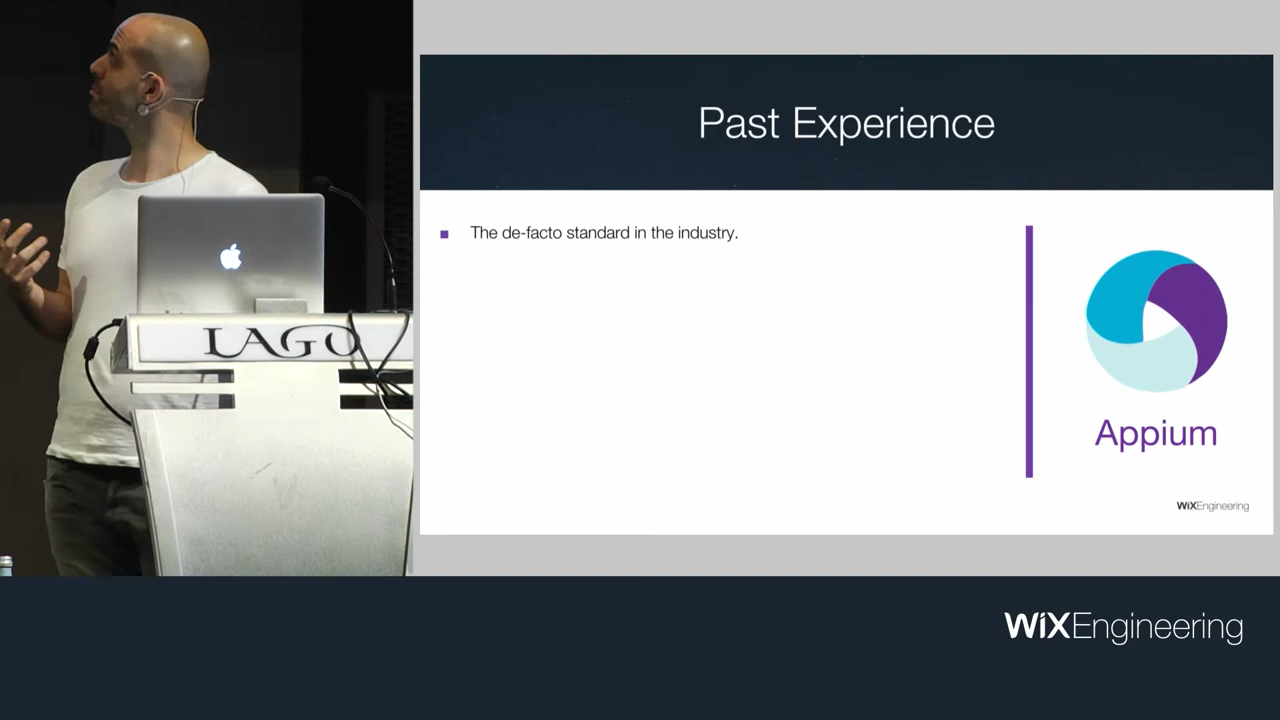 Past Experience
The de-facto standard in the industry.
Appium
WiXEngineering
LAGO
WiXEngineering